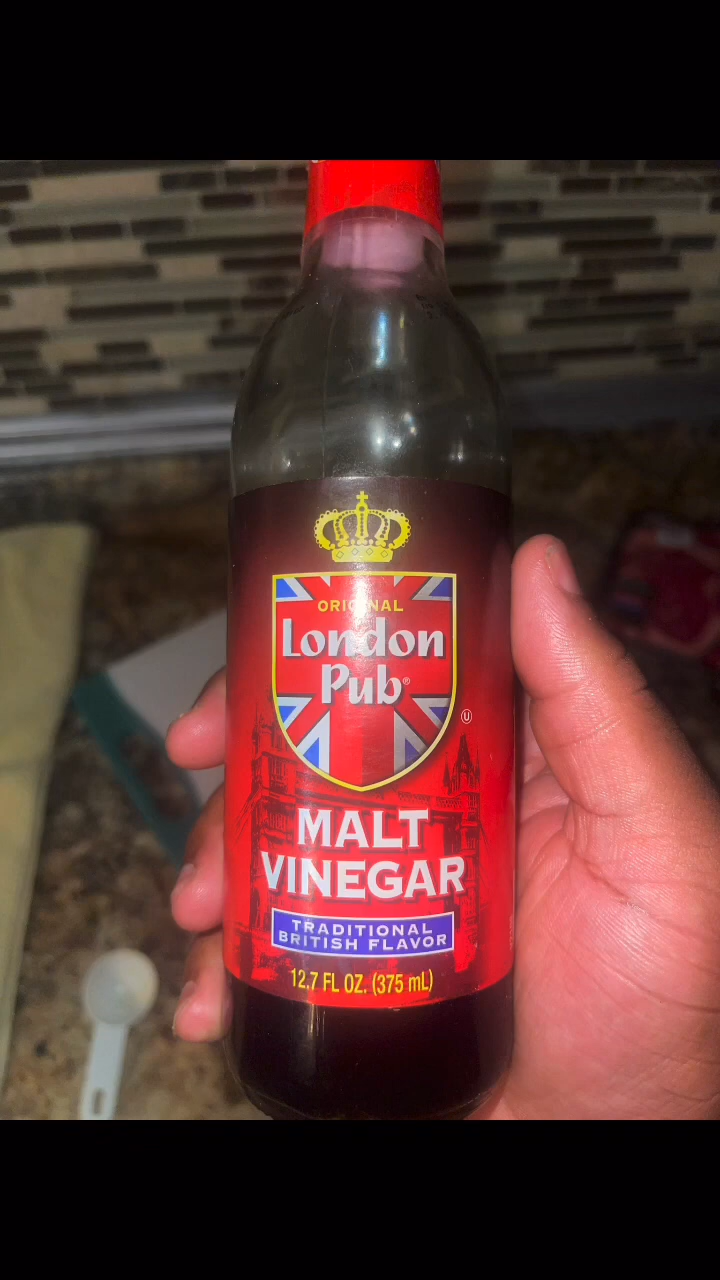 ORIGINAL
London
Pub®
Ⓤ
MALT
VINEGAR
TRADITIONAL
BRITISH FLAVOR
12.7 FL OZ. (375 mL)